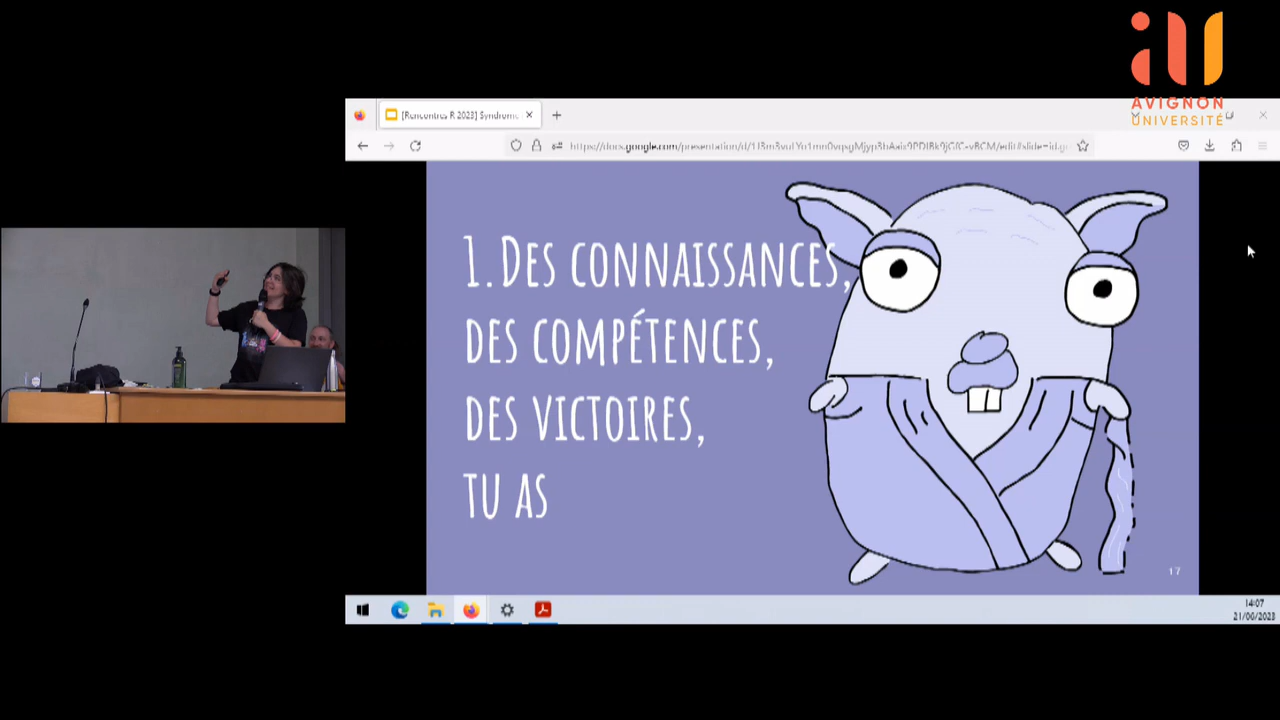 AVIGNON
UNIVERSITÉ
[Rencontres R 2023] Syndrome
1. DES CONNAISSANCES,
DES COMPÉTENCES,
DES VICTOIRES,
TU AS
17
14:07
21/06/2023